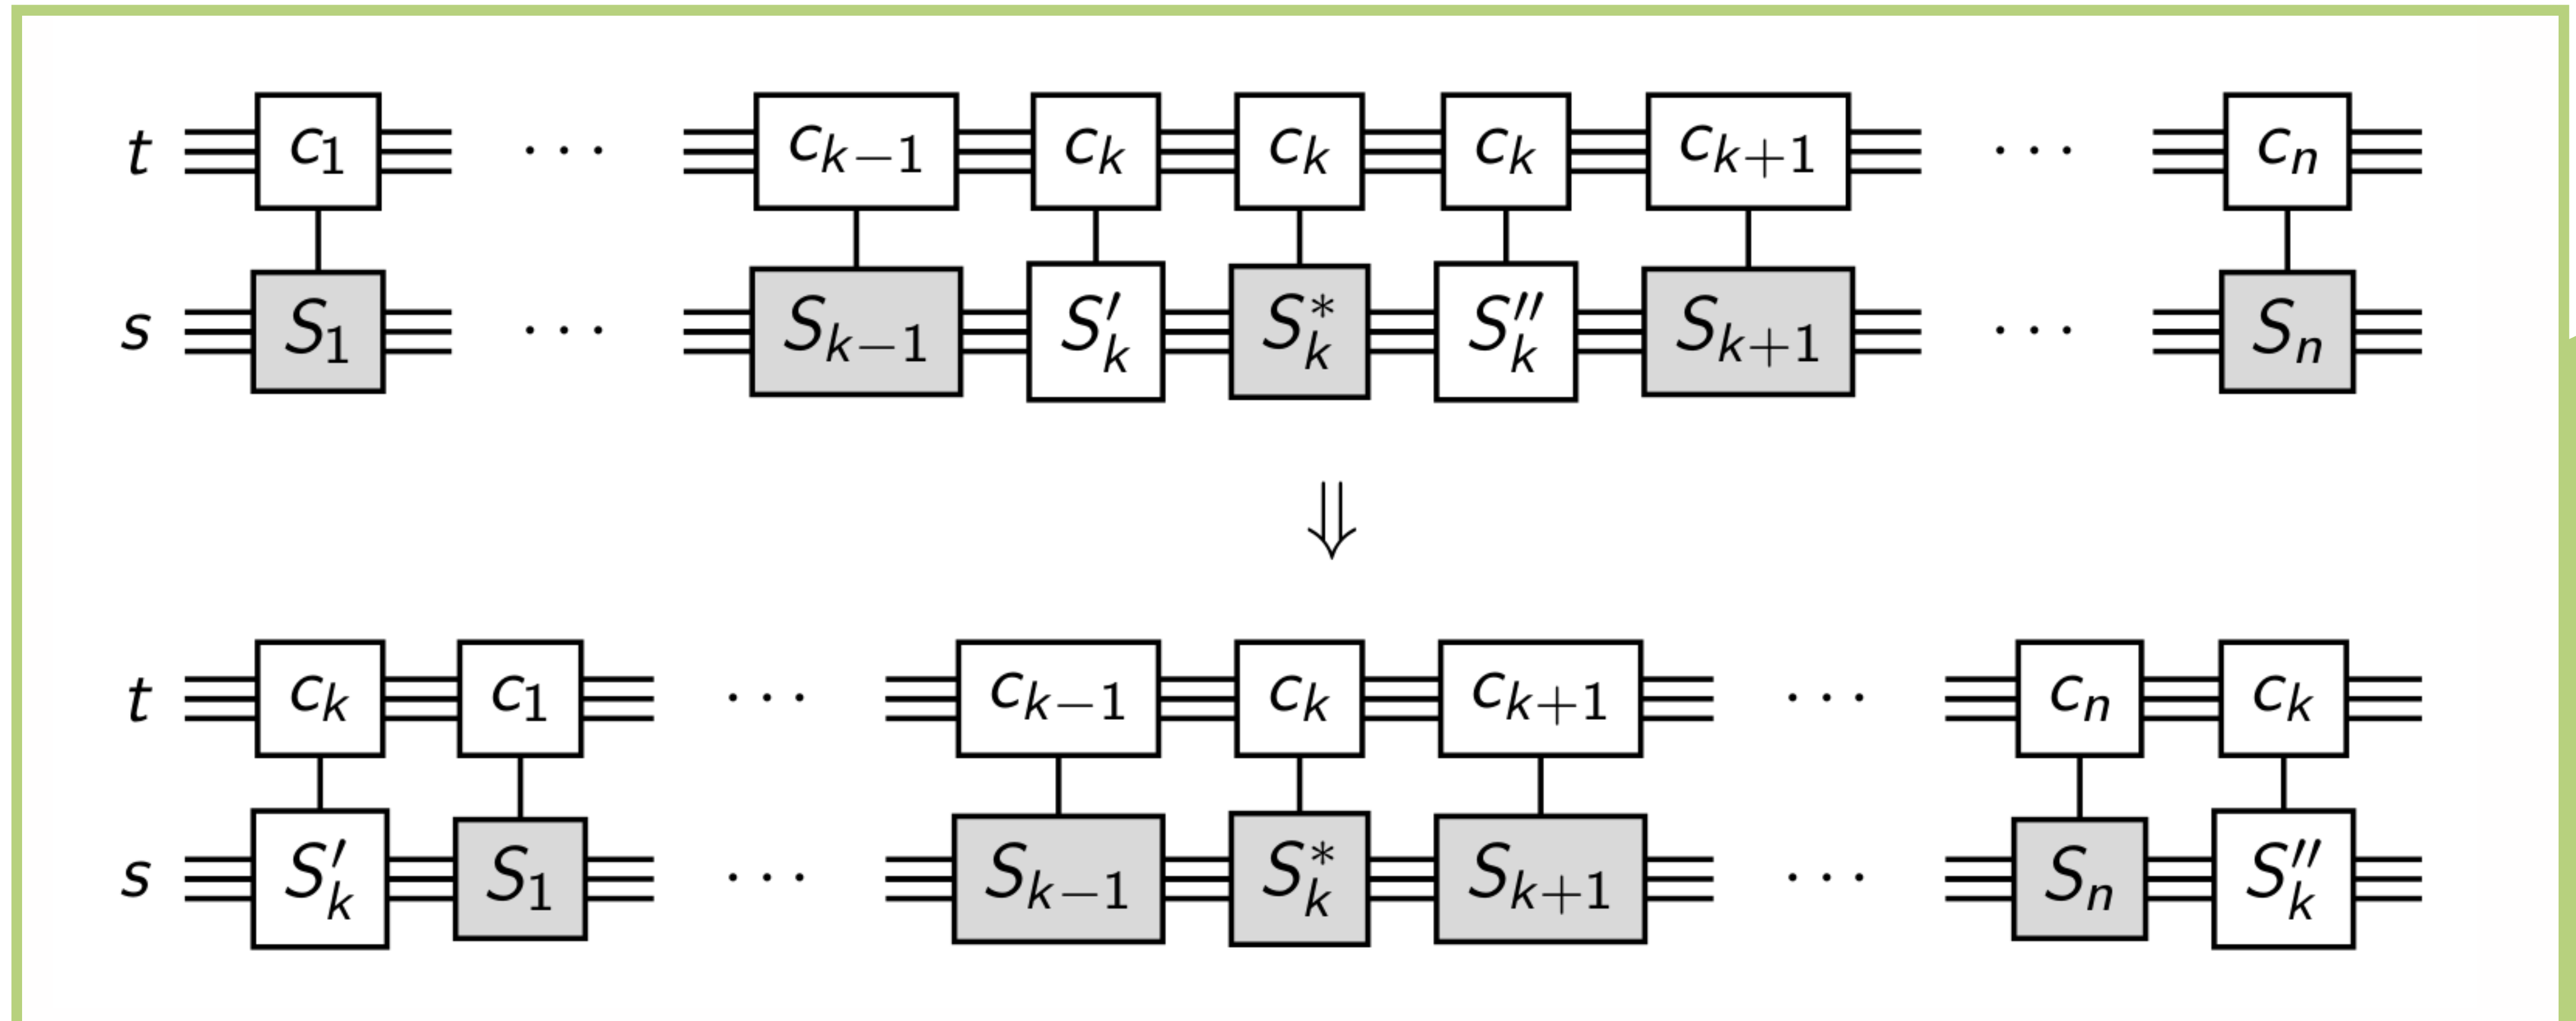 t c₁ ··· cₖ₋₁ cₖ cₖ cₖ cₖ₊₁ ··· cₙ
s S₁ ··· Sₖ₋₁ S′ₖ S*ₖ S″ₖ Sₖ₊₁ ··· Sₙ
⇓
t cₖ c₁ ··· cₖ₋₁ cₖ cₖ₊₁ ··· cₙ cₖ
s S′ₖ S₁ ··· Sₖ₋₁ S*ₖ Sₖ₊₁ ··· Sₙ S″ₖ